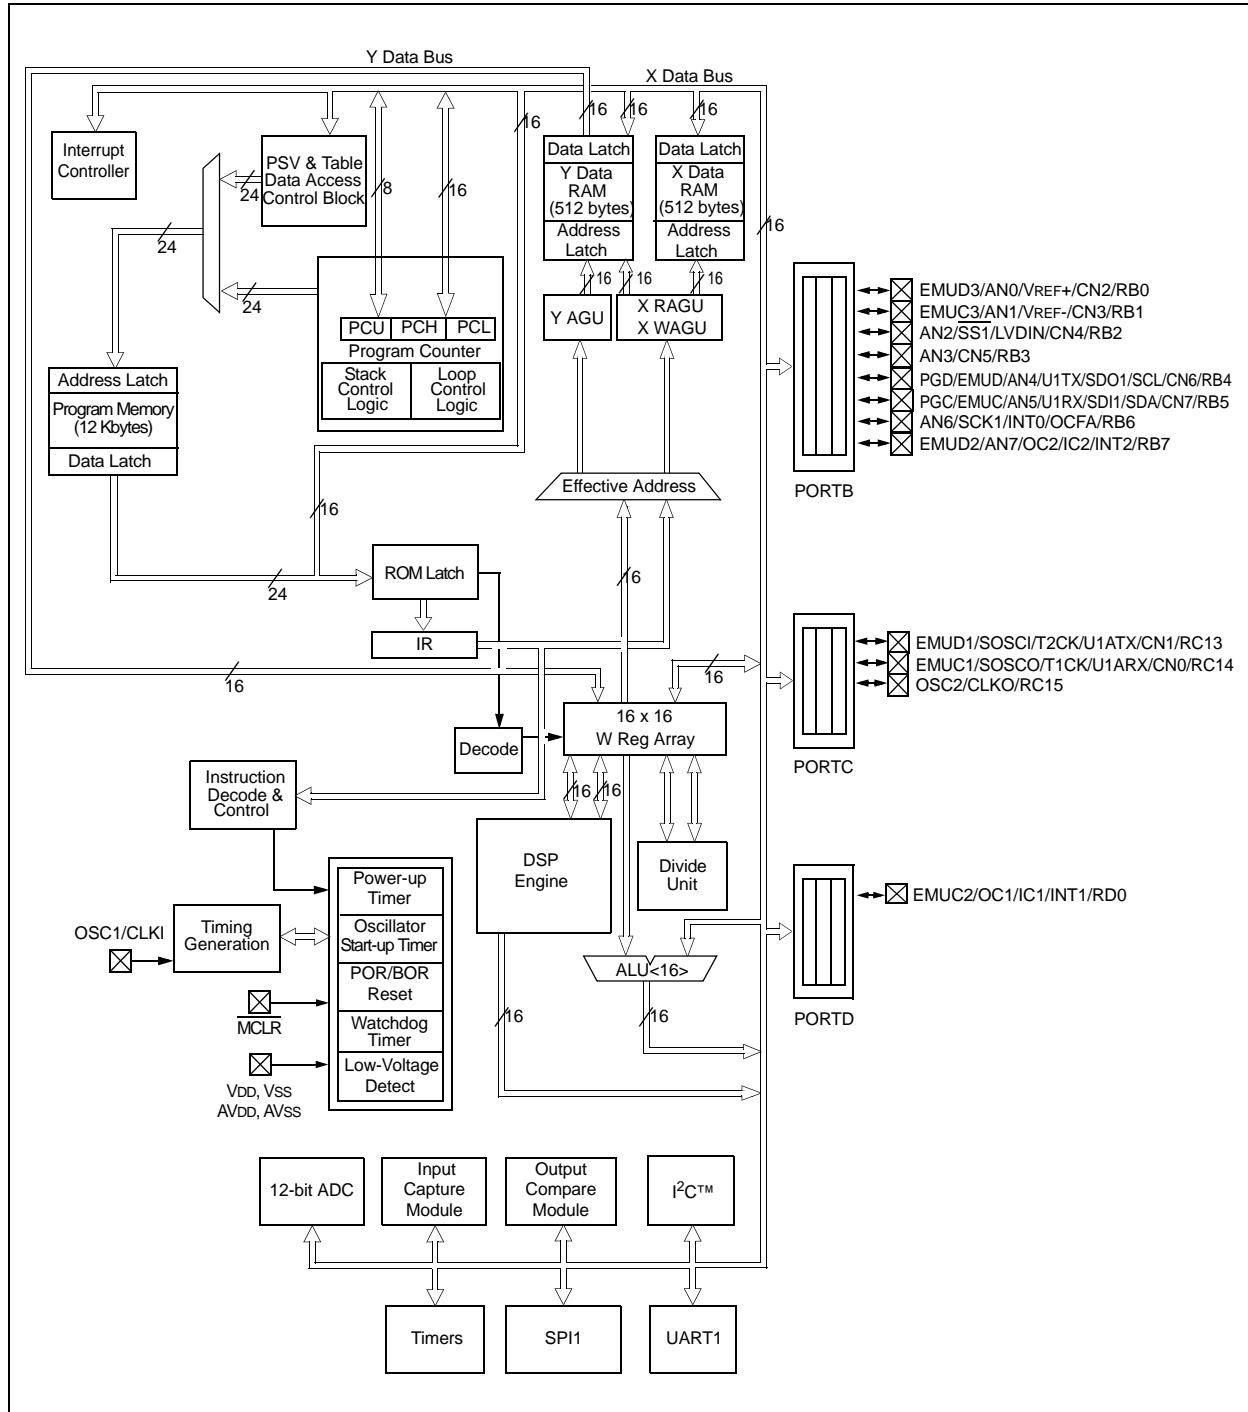 Y Data Bus
X Data Bus
16
16
16
16
16
Interrupt
Controller
PSV & Table
Data Access
Control Block
24
24
24
8
16
Data Latch
Y Data
RAM
(512 bytes)
Address
Latch
Data Latch
X Data
RAM
(512 bytes)
Address
Latch
16
16
16
Y AGU
X RAGU
X WAGU
PCU
PCH
PCL
Program Counter
Stack
Control
Logic
Loop
Control
Logic
Address Latch
Program Memory
(12 Kbytes)
Data Latch
16
24
Effective Address
16
ROM Latch
IR
16
16
16 x 16
W Reg Array
Decode
Instruction
Decode &
Control
16
16
DSP
Engine
Divide
Unit
Power-up
Timer
Oscillator
Start-up Timer
POR/BOR
Reset
Watchdog
Timer
Low-Voltage
Detect
OSC1/CLKI
Timing
Generation
MCLR
VDD, VSS
AVDD, AVSS
ALU<16>
16
16
EMUD3/AN0/VREF+/CN2/RB0
EMUC3/AN1/VREF-/CN3/RB1
AN2/SS1/LVDIN/CN4/RB2
AN3/CN5/RB3
PGD/EMUD/AN4/U1TX/SDO1/SCL/CN6/RB4
PGC/EMUC/AN5/U1RX/SDI1/SDA/CN7/RB5
AN6/SCK1/INT0/OCFA/RB6
EMUD2/AN7/OC2/IC2/INT2/RB7
PORTB
EMUD1/SOSCI/T2CK/U1ATX/CN1/RC13
EMUC1/SOSCO/T1CK/U1ARX/CN0/RC14
OSC2/CLKO/RC15
PORTC
EMUC2/OC1/IC1/INT1/RD0
PORTD
12-bit ADC
Input
Capture
Module
Output
Compare
Module
I²C™
Timers
SPI1
UART1